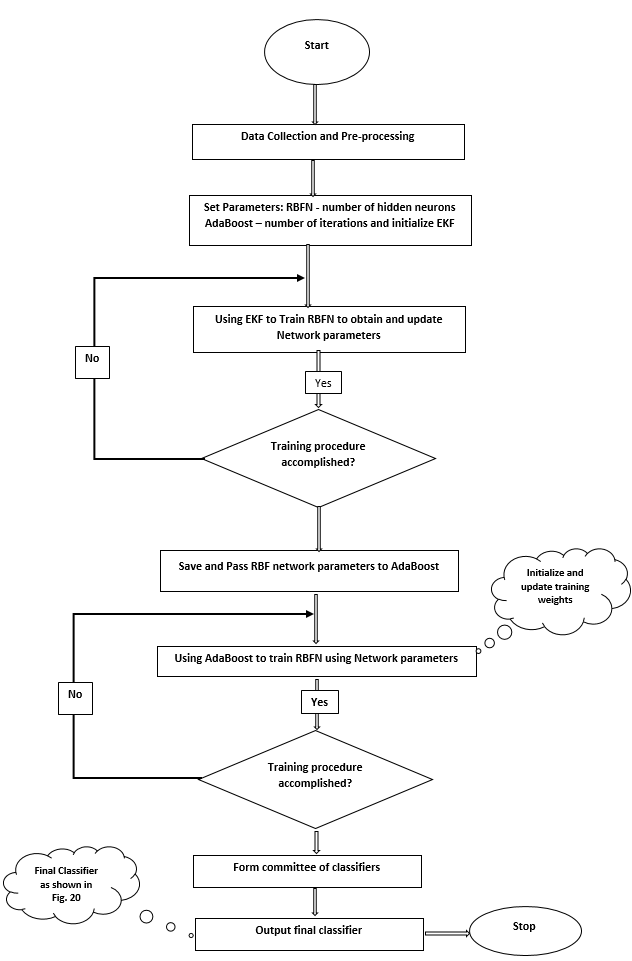 Start
Data Collection and Pre-processing
Set Parameters: RBFN - number of hidden neurons
AdaBoost – number of iterations and initialize EKF
Using EKF to Train RBFN to obtain and update
Network parameters
No
Yes
Training procedure
accomplished?
Save and Pass RBF network parameters to AdaBoost
Initialize and
update training
weights
Using AdaBoost to train RBFN using Network parameters
No
Yes
Training procedure
accomplished?
Form committee of classifiers
Final Classifier
as shown in
Fig. 20
Output final classifier
Stop